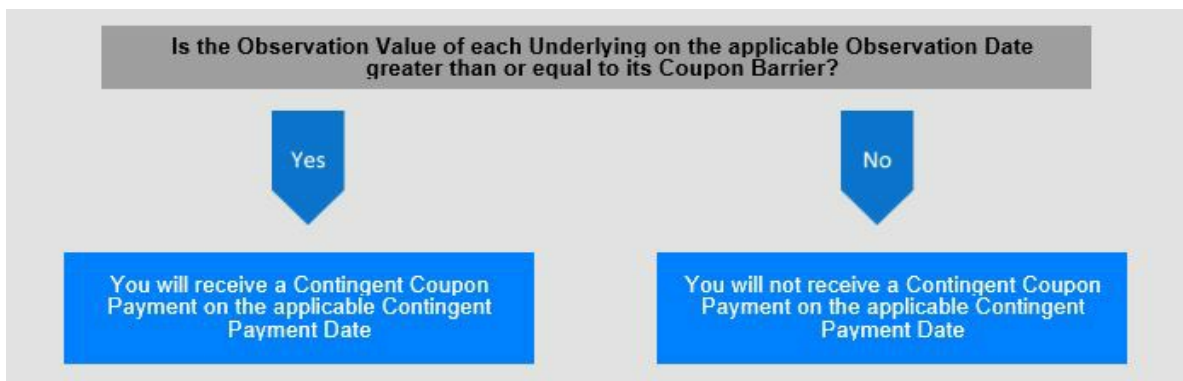 Is the Observation Value of each Underlying on the applicable Observation Date
greater than or equal to its Coupon Barrier?
Yes
No
You will receive a Contingent Coupon
Payment on the applicable Contingent
Payment Date
You will not receive a Contingent Coupon
Payment on the applicable Contingent
Payment Date